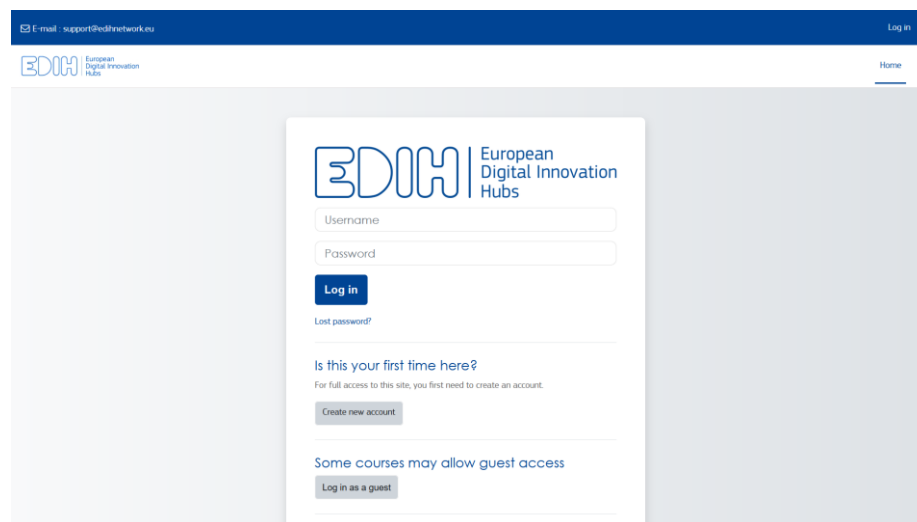 E-mail : support@edihnetwork.eu
Log in
EDIH European
Digital Innovation
Hubs
Home
EDIH European
Digital Innovation
Hubs
Username
Password
Log in
Lost password?
Is this your first time here?
For full access to this site, you first need to create an account.
Create new account
Some courses may allow guest access
Log in as a guest